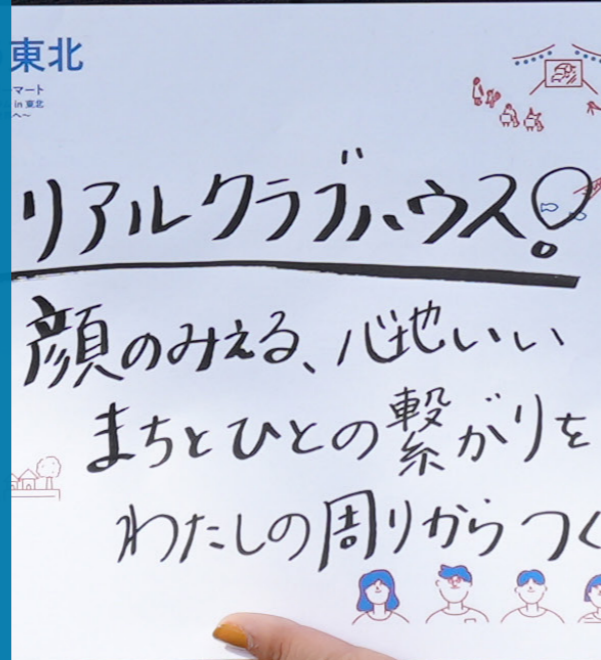 東北
マート
in 東北
へ〜
リアルクラブハウス!
顔のみえる、心地いい
まちとひとの繋がりを
わたしの周りからつく